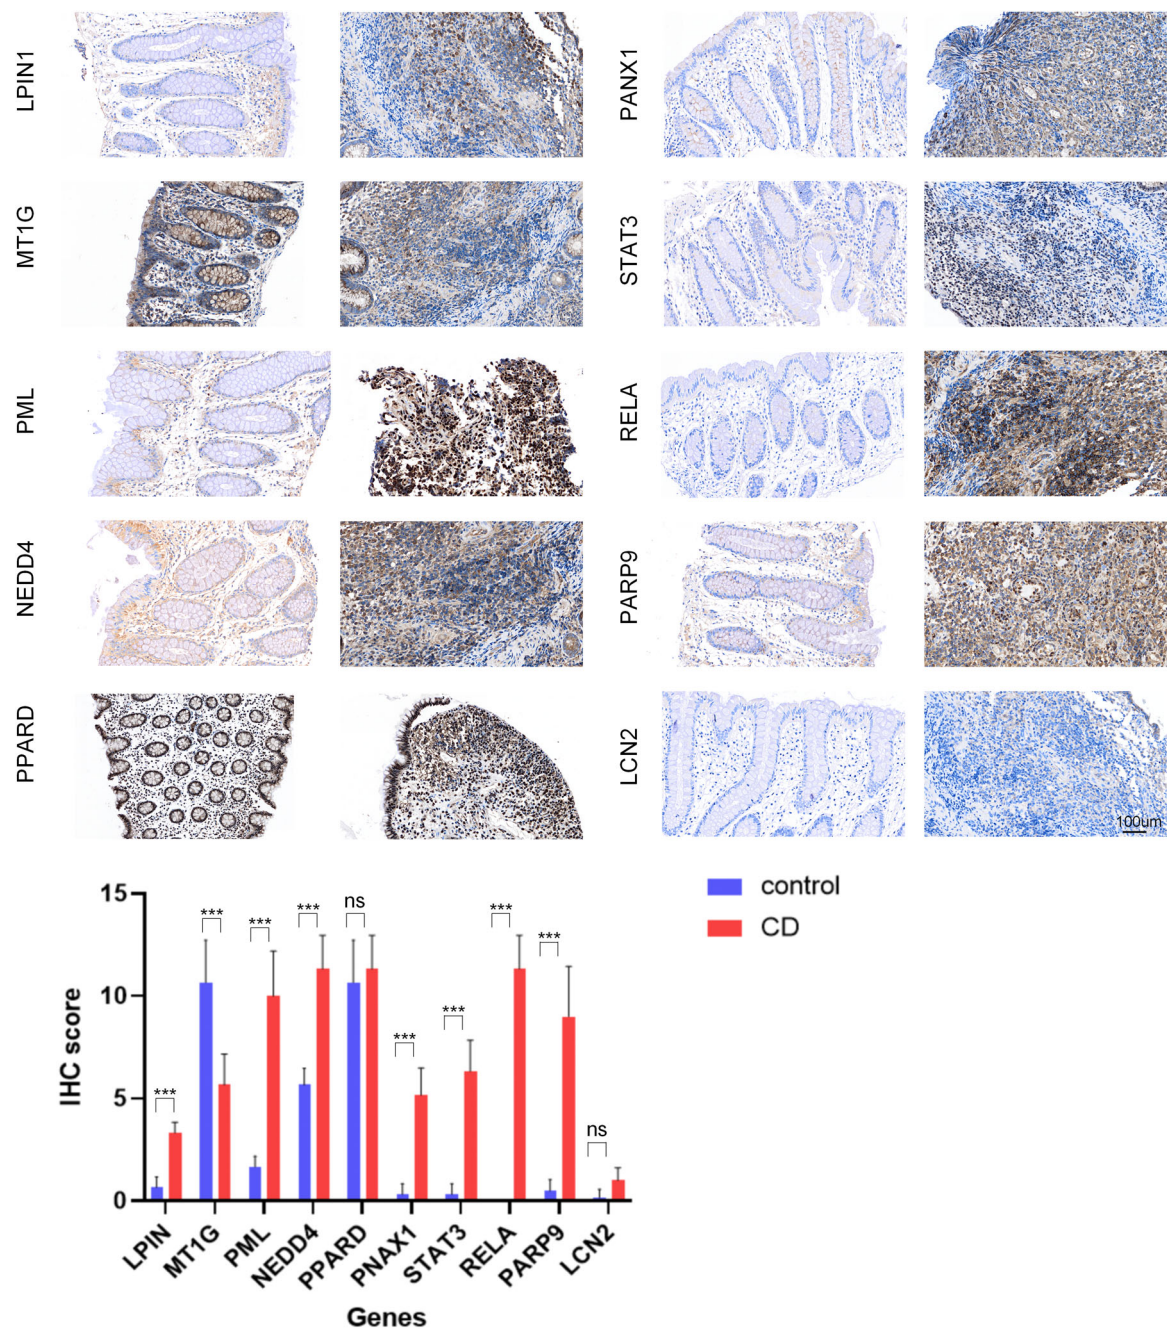 LPIN1
PANX1
MT1G
STAT3
PML
RELA
NEDD4
PARP9
PPARD
LCN2
100um
control
CD
15
10
5
0
IHC score
***
***
***
***
ns
***
***
***
***
ns
LPIN
MT1G
PML
NEDD4
PPARD
PNAX1
STAT3
RELA
PARP9
LCN2
Genes